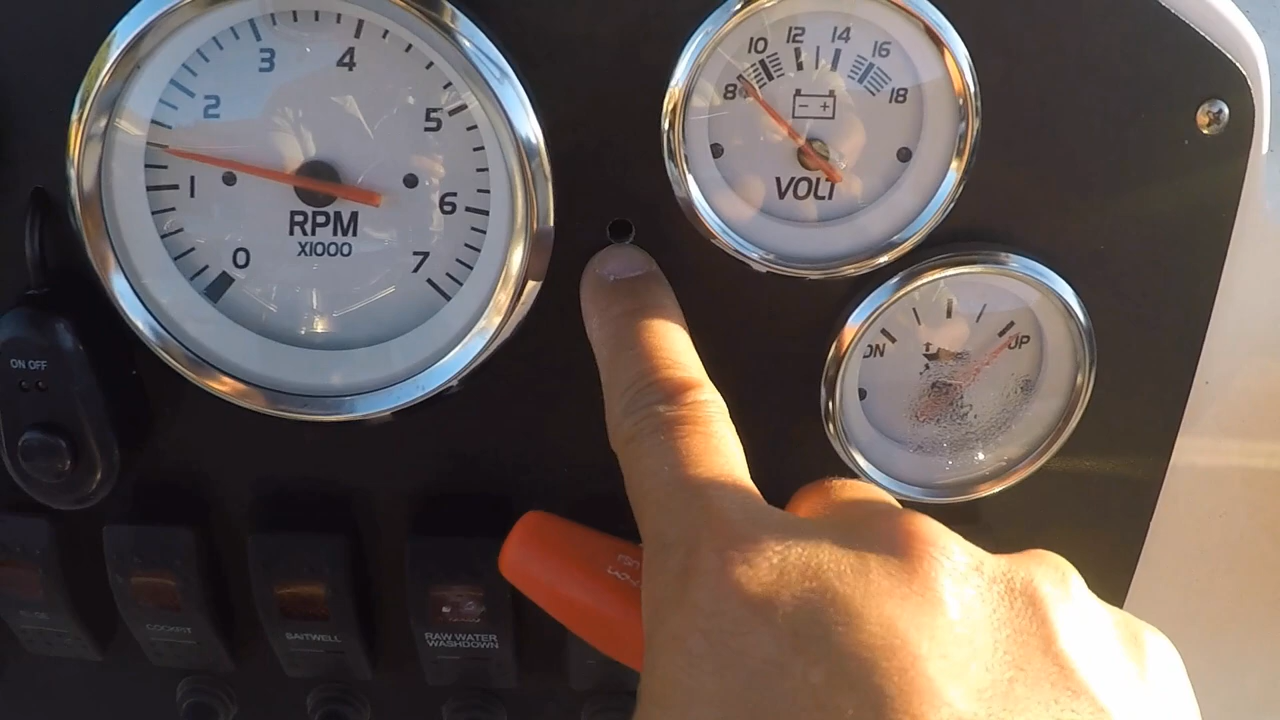 0
1
2
3
4
5
6
7
RPM
X1000
8
10
12
14
16
18
- +
VOLT
DN
UP
ON OFF
COCKPIT
BAITWELL
RAW WATER
WASHDOWN